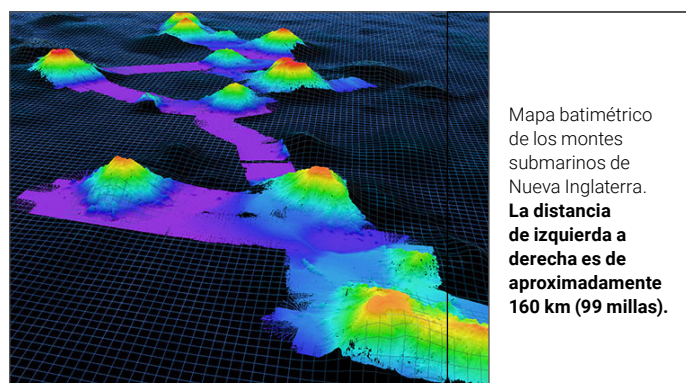 Mapa batimétrico
de los montes
submarinos de
Nueva Inglaterra.
La distancia
de izquierda a
derecha es de
aproximadamente
160 km (99 millas).